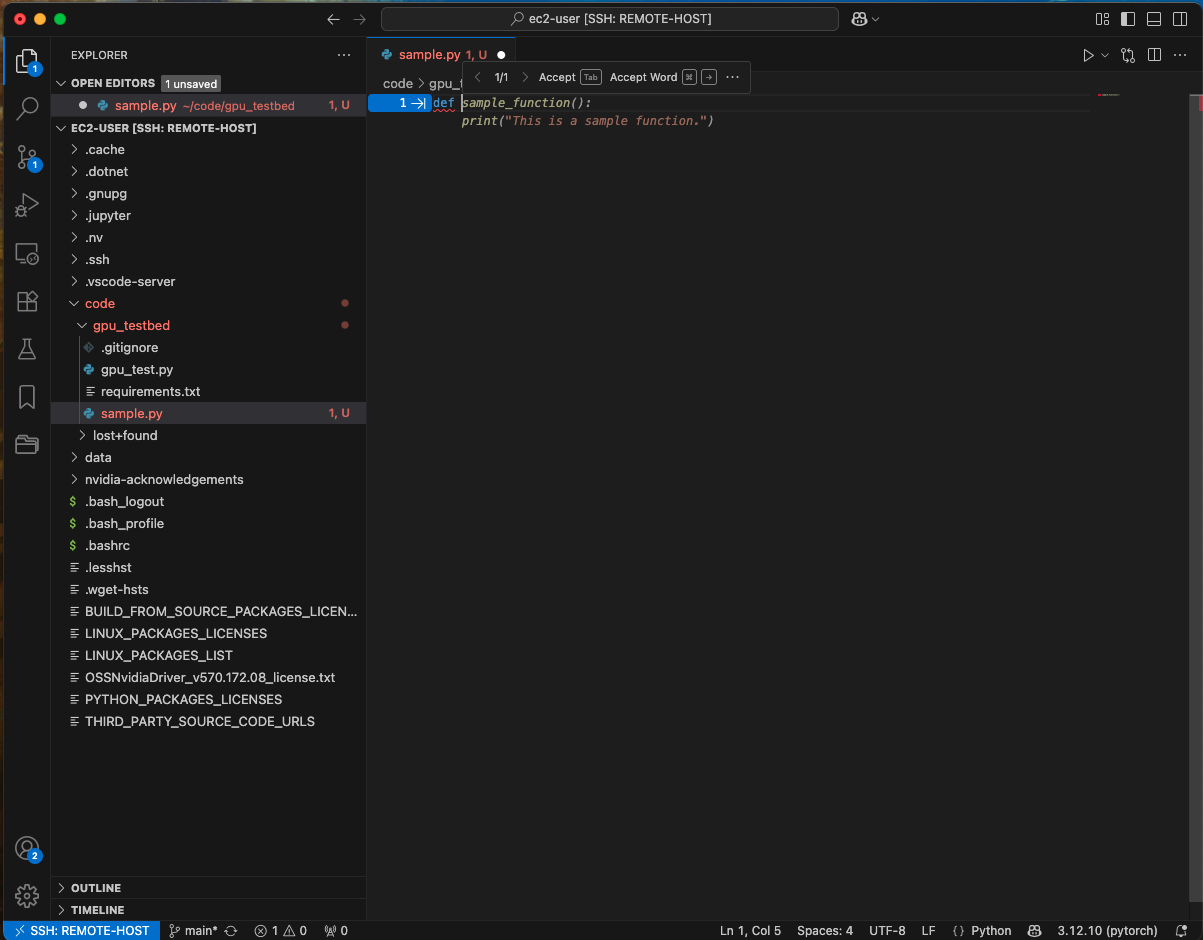 ec2-user [SSH: REMOTE-HOST]
EXPLORER
OPEN EDITORS 1 unsaved
sample.py ~/code/gpu_testbed 1, U
EC2-USER [SSH: REMOTE-HOST]
.cache
.dotnet
.gnupg
.jupyter
.nv
.ssh
.vscode-server
code
gpu_testbed
.gitignore
gpu_test.py
requirements.txt
sample.py 1, U
lost+found
data
nvidia-acknowledgements
$ .bash_logout
$ .bash_profile
$ .bashrc
.lesshst
.wget-hsts
BUILD_FROM_SOURCE_PACKAGES_LICEN...
LINUX_PACKAGES_LICENSES
LINUX_PACKAGES_LIST
OSSNvidiaDriver_v570.172.08_license.txt
PYTHON_PACKAGES_LICENSES
THIRD_PARTY_SOURCE_CODE_URLS
OUTLINE
TIMELINE
1
1
2
sample.py 1, U
code > gpu_t
1/1 Accept Tab Accept Word ⌘ → ...
1 def sample_function():
print("This is a sample function.")
SSH: REMOTE-HOST main* 1 0 0 Ln 1, Col 5 Spaces: 4 UTF-8 LF {} Python 3.12.10 (pytorch)